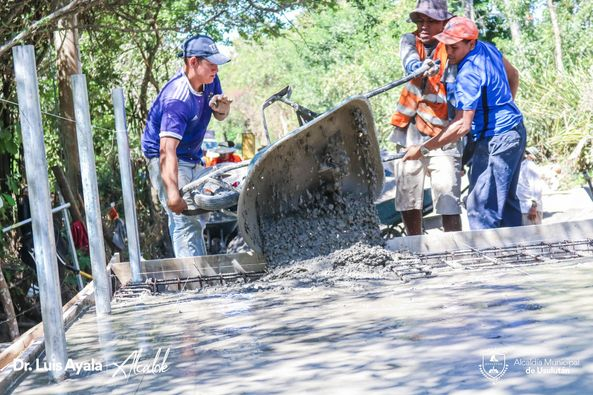 Dr. Luis Ayala Alcalde
Alcaldía Municipal
de Usulután